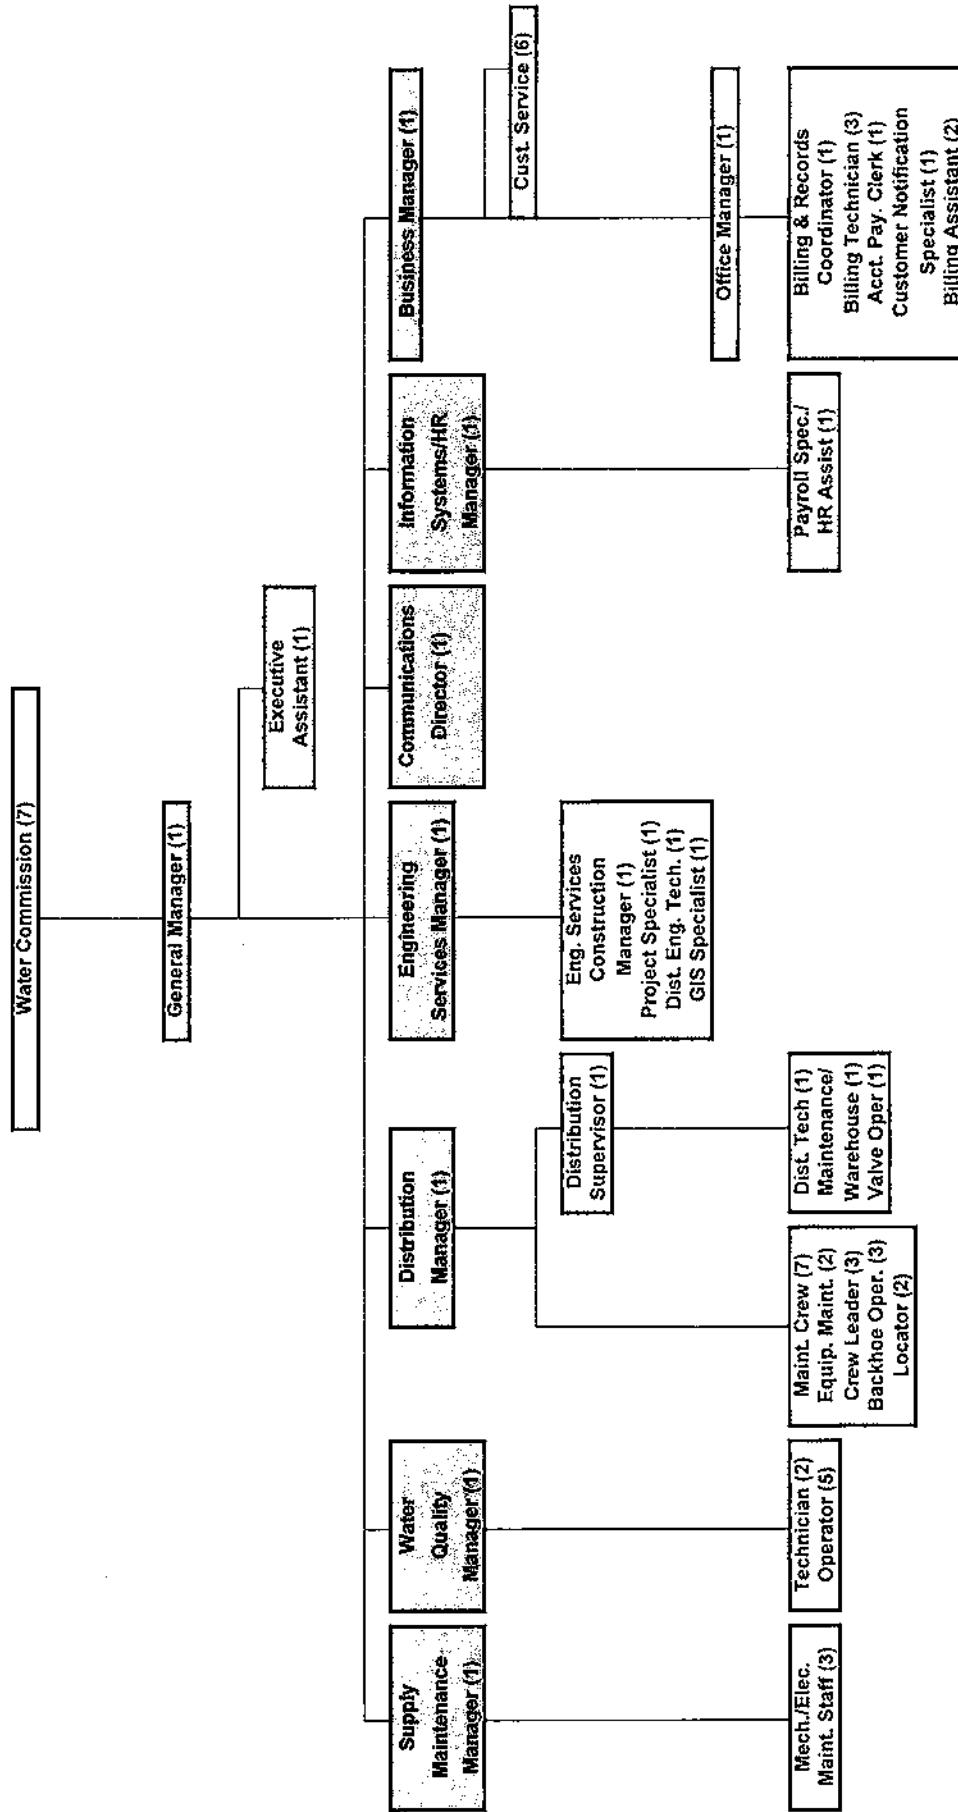 Water Commission (7)
General Manager (1)
Executive
Assistant (1)
Supply
Maintenance
Manager (1)
Water
Quality
Manager (1)
Distribution
Manager (1)
Engineering
Services Manager (1)
Communications
Director (1)
Information
Systems/HR
Manager (1)
Business Manager (1)
Cust. Service (6)
Distribution
Supervisor (1)
Eng. Services
Construction
Manager (1)
Project Specialist (1)
Dist. Eng. Tech. (1)
GIS Specialist (1)
Office Manager (1)
Mech./Elec.
Maint. Staff (3)
Technician (2)
Operator (5)
Maint. Crew (7)
Equip. Maint. (2)
Crew Leader (3)
Backhoe Oper. (3)
Locator (2)
Dist. Tech (1)
Maintenance/
Warehouse (1)
Valve Oper (1)
Payroll Spec./
HR Assist (1)
Billing & Records
Coordinator (1)
Billing Technician (3)
Acct. Pay. Clerk (1)
Customer Notification
Specialist (1)
Billing Assistant (2)